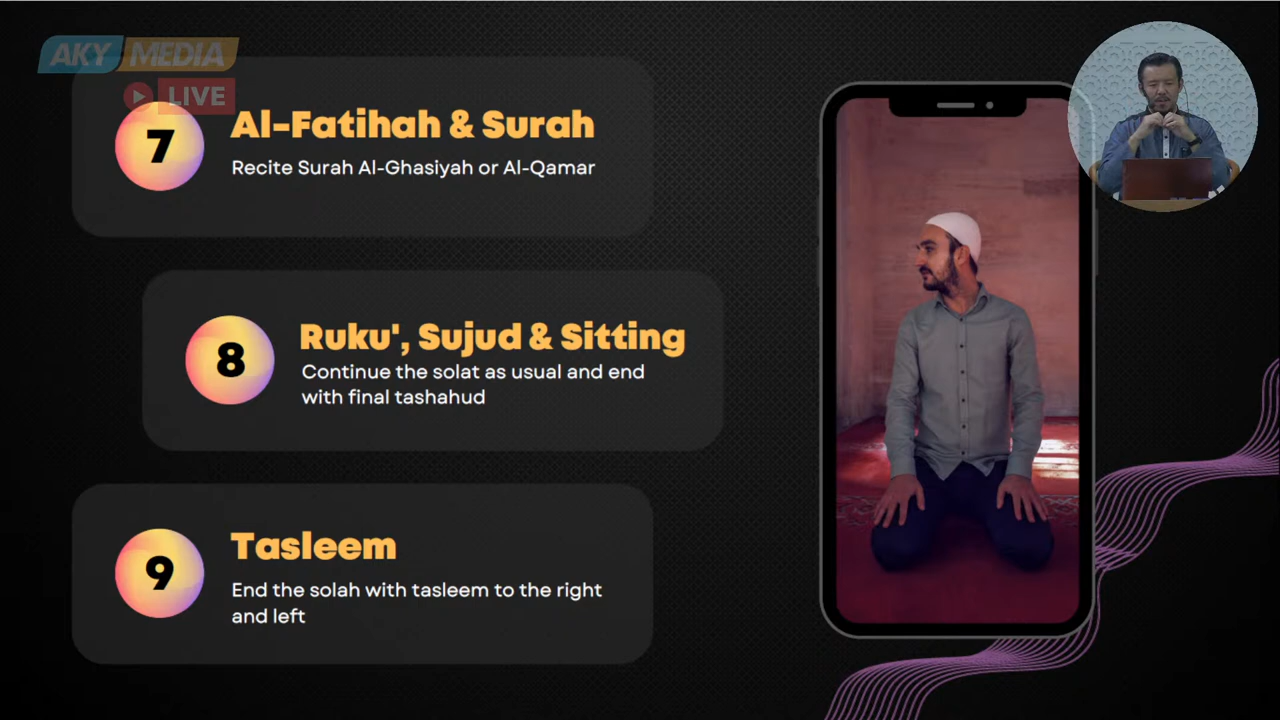 AKY MEDIA
LIVE
7
Al-Fatihah & Surah
Recite Surah Al-Ghasiyah or Al-Qamar
8
Ruku', Sujud & Sitting
Continue the solat as usual and end
with final tashahud
9
Tasleem
End the solah with tasleem to the right
and left